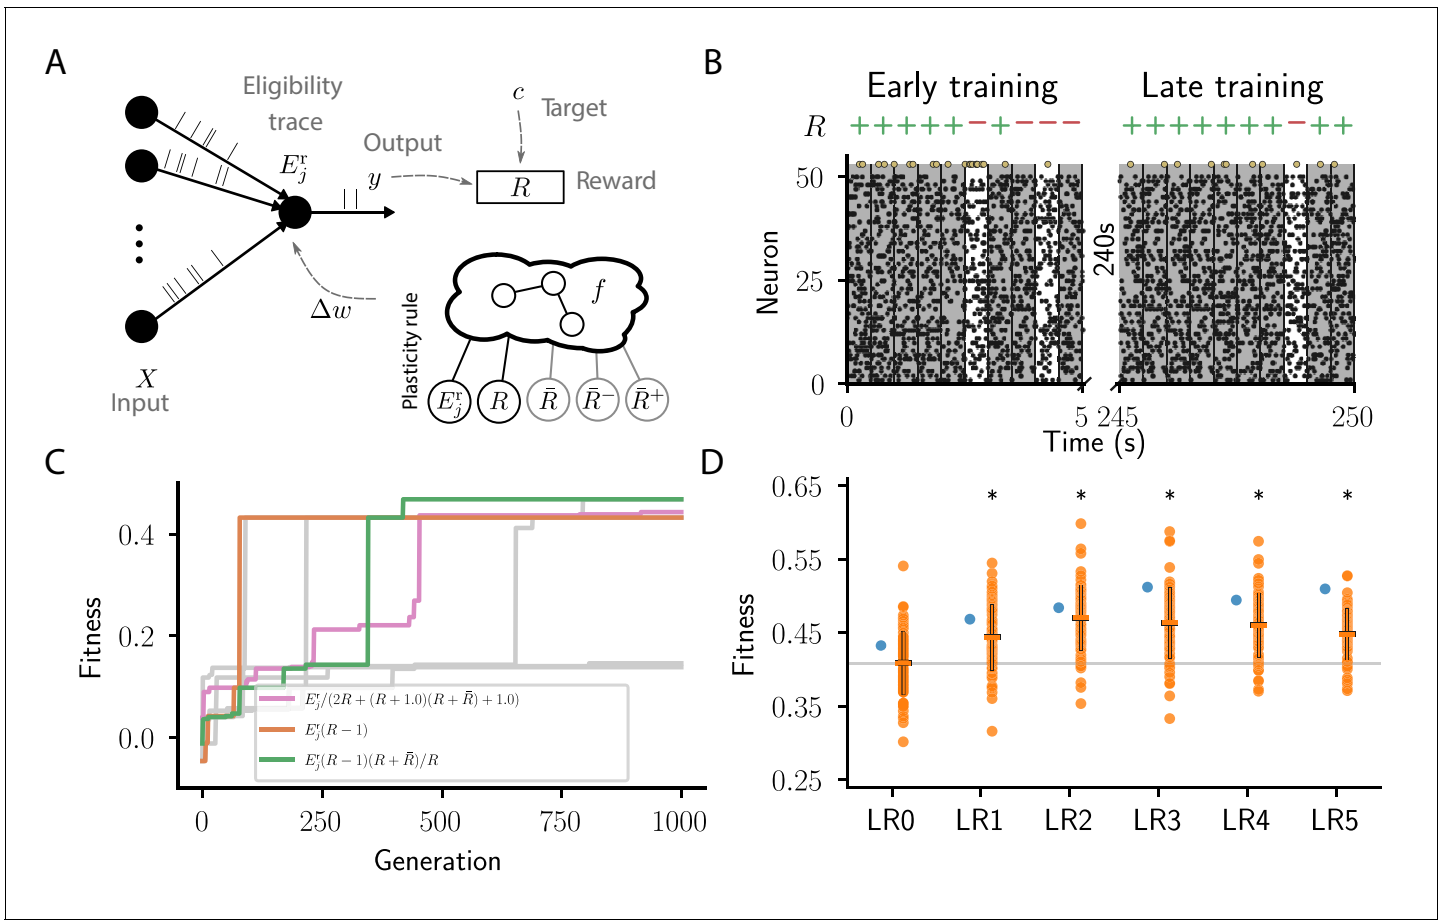 A
Eligibility
trace
E_j^r
Output
y
c
Target
R
Reward
Δw
X
Input
Plasticity rule
f
E_j^r R R̄ R̄⁻ R̄⁺
B
Early training Late training
R + + + + + − + − − − + + + + + + + − + +
Neuron
50
25
0
240s
0 5 245 250
Time (s)
C
Fitness
0.4
0.2
0.0
E_j^r/(2R + (R + 1.0)(R + R̄) + 1.0)
E_j^r(R − 1)
E_j^r(R − 1)(R + R̄)/R
0 250 500 750 1000
Generation
D
Fitness
0.65
0.55
0.45
0.35
0.25
* * * * *
LR0 LR1 LR2 LR3 LR4 LR5